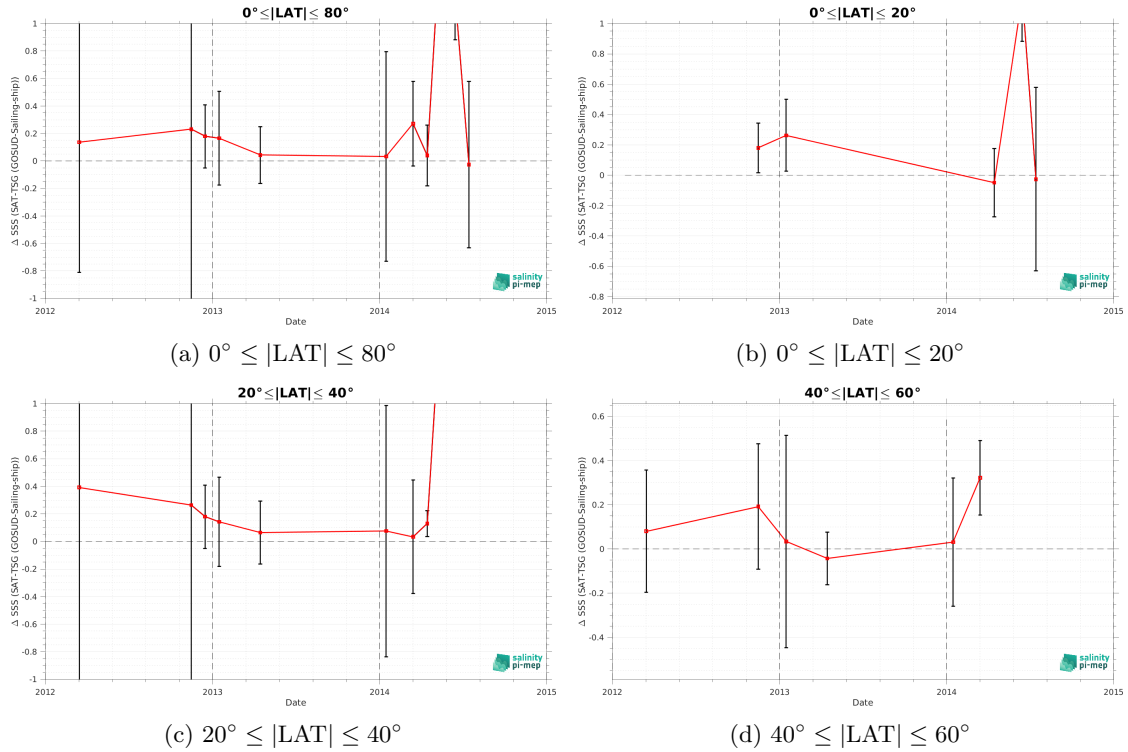 0°≤|LAT|≤ 80°
1
0.8
0.6
0.4
0.2
0
-0.2
-0.4
-0.6
-0.8
-1
Δ SSS (SAT-TSG (GOSUD-Sailing-ship))
2012
2013
2014
2015
Date
salinity
pi-mep
(a) 0° ≤ |LAT| ≤ 80°
0°≤|LAT|≤ 20°
1
0.8
0.6
0.4
0.2
0
-0.2
-0.4
-0.6
-0.8
Δ SSS (SAT-TSG (GOSUD-Sailing-ship))
2012
2013
2014
2015
Date
salinity
pi-mep
(b) 0° ≤ |LAT| ≤ 20°
20°≤|LAT|≤ 40°
1
0.8
0.6
0.4
0.2
0
-0.2
-0.4
-0.6
-0.8
-1
Δ SSS (SAT-TSG (GOSUD-Sailing-ship))
2012
2013
2014
2015
Date
salinity
pi-mep
(c) 20° ≤ |LAT| ≤ 40°
40°≤|LAT|≤ 60°
0.6
0.4
0.2
0
-0.2
-0.4
Δ SSS (SAT-TSG (GOSUD-Sailing-ship))
2012
2013
2014
2015
Date
salinity
pi-mep
(d) 40° ≤ |LAT| ≤ 60°